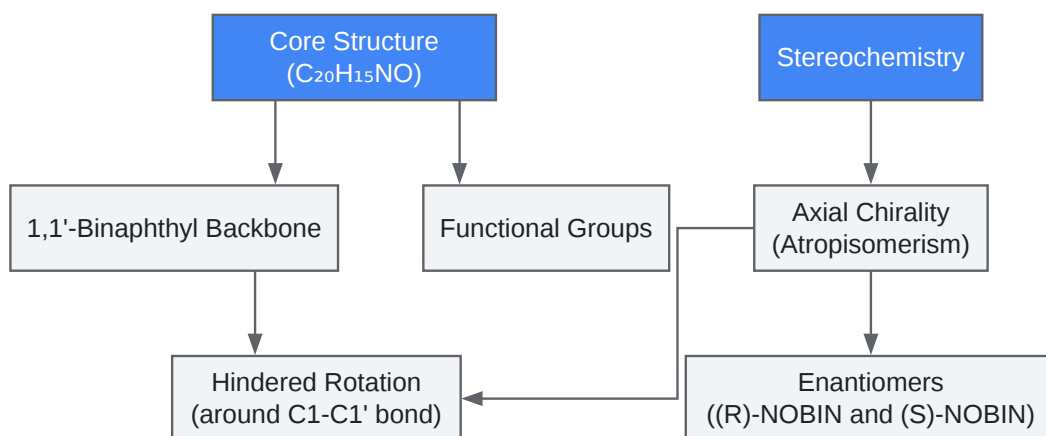 Core Structure
(C₂₀H₁₅NO)
Stereochemistry
1,1'-Binaphthyl Backbone
Functional Groups
Axial Chirality
(Atropisomerism)
Hindered Rotation
(around C1-C1' bond)
Enantiomers
((R)-NOBIN and (S)-NOBIN)